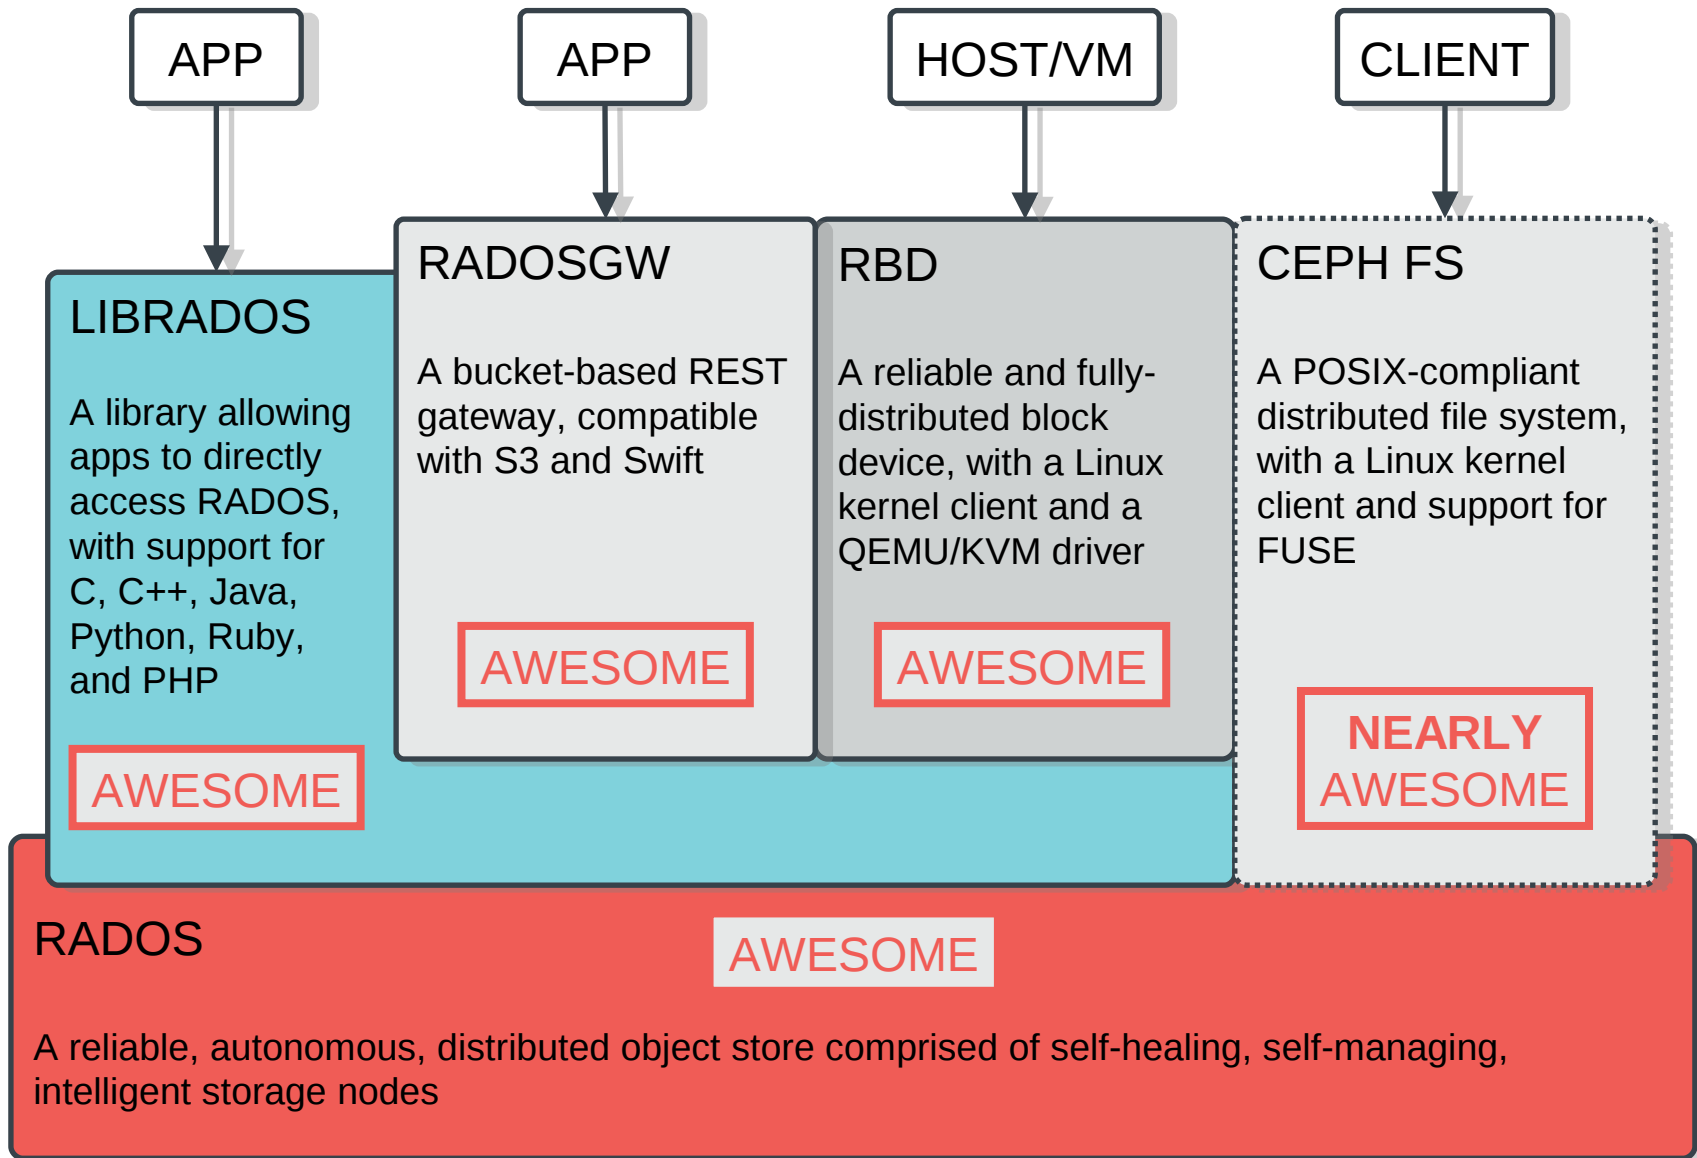 APP
APP
HOST/VM
CLIENT
LIBRADOS
A library allowing
apps to directly
access RADOS,
with support for
C, C++, Java,
Python, Ruby,
and PHP
AWESOME
RADOSGW
A bucket-based REST
gateway, compatible
with S3 and Swift
AWESOME
RBD
A reliable and fully-
distributed block
device, with a Linux
kernel client and a
QEMU/KVM driver
AWESOME
CEPH FS
A POSIX-compliant
distributed file system,
with a Linux kernel
client and support for
FUSE
NEARLY
AWESOME
RADOS
AWESOME
A reliable, autonomous, distributed object store comprised of self-healing, self-managing,
intelligent storage nodes